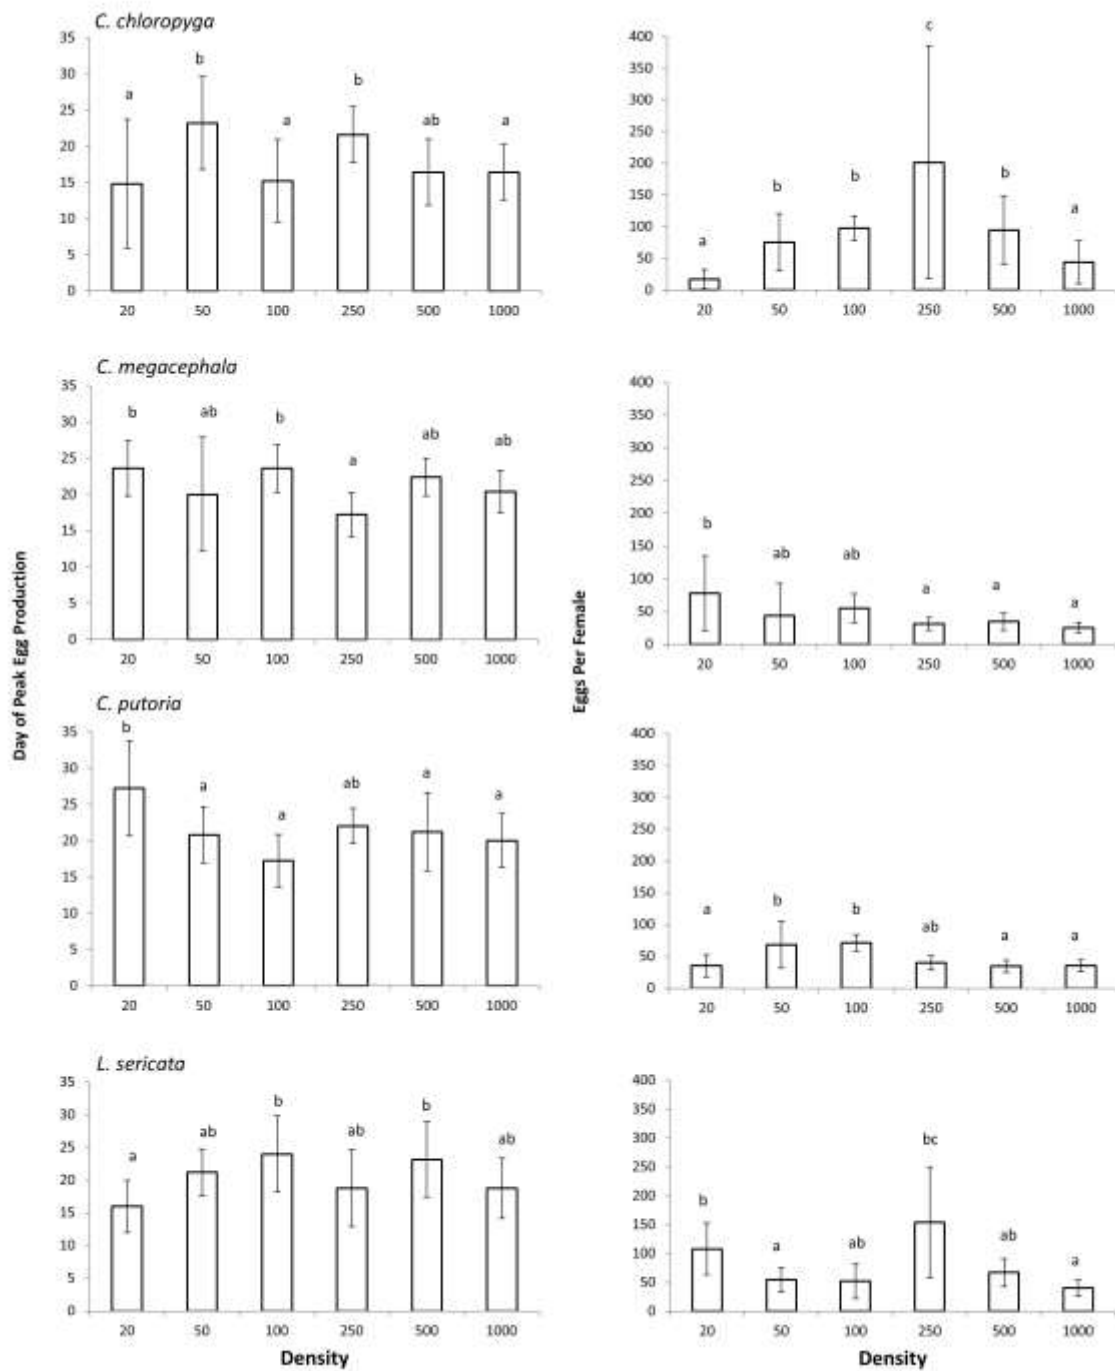 C. chloropyga
35
30
25
20
15
10
5
0
a
b
a
b
ab
a
20 50 100 250 500 1000
400
350
300
250
200
150
100
50
0
a
b
b
c
b
a
20 50 100 250 500 1000
C. megacephala
35
30
25
20
15
10
5
0
b
ab
b
a
ab
ab
20 50 100 250 500 1000
400
350
300
250
200
150
100
50
0
b
ab
ab
a
a
a
20 50 100 250 500 1000
Day of Peak Egg Production
Eggs Per Female
C. putoria
35
30
25
20
15
10
5
0
b
a
a
ab
a
a
20 50 100 250 500 1000
400
350
300
250
200
150
100
50
0
a
b
b
ab
a
a
20 50 100 250 500 1000
L. sericata
35
30
25
20
15
10
5
0
a
ab
b
ab
b
ab
20 50 100 250 500 1000
Density
400
350
300
250
200
150
100
50
0
b
a
ab
bc
ab
a
20 50 100 250 500 1000
Density